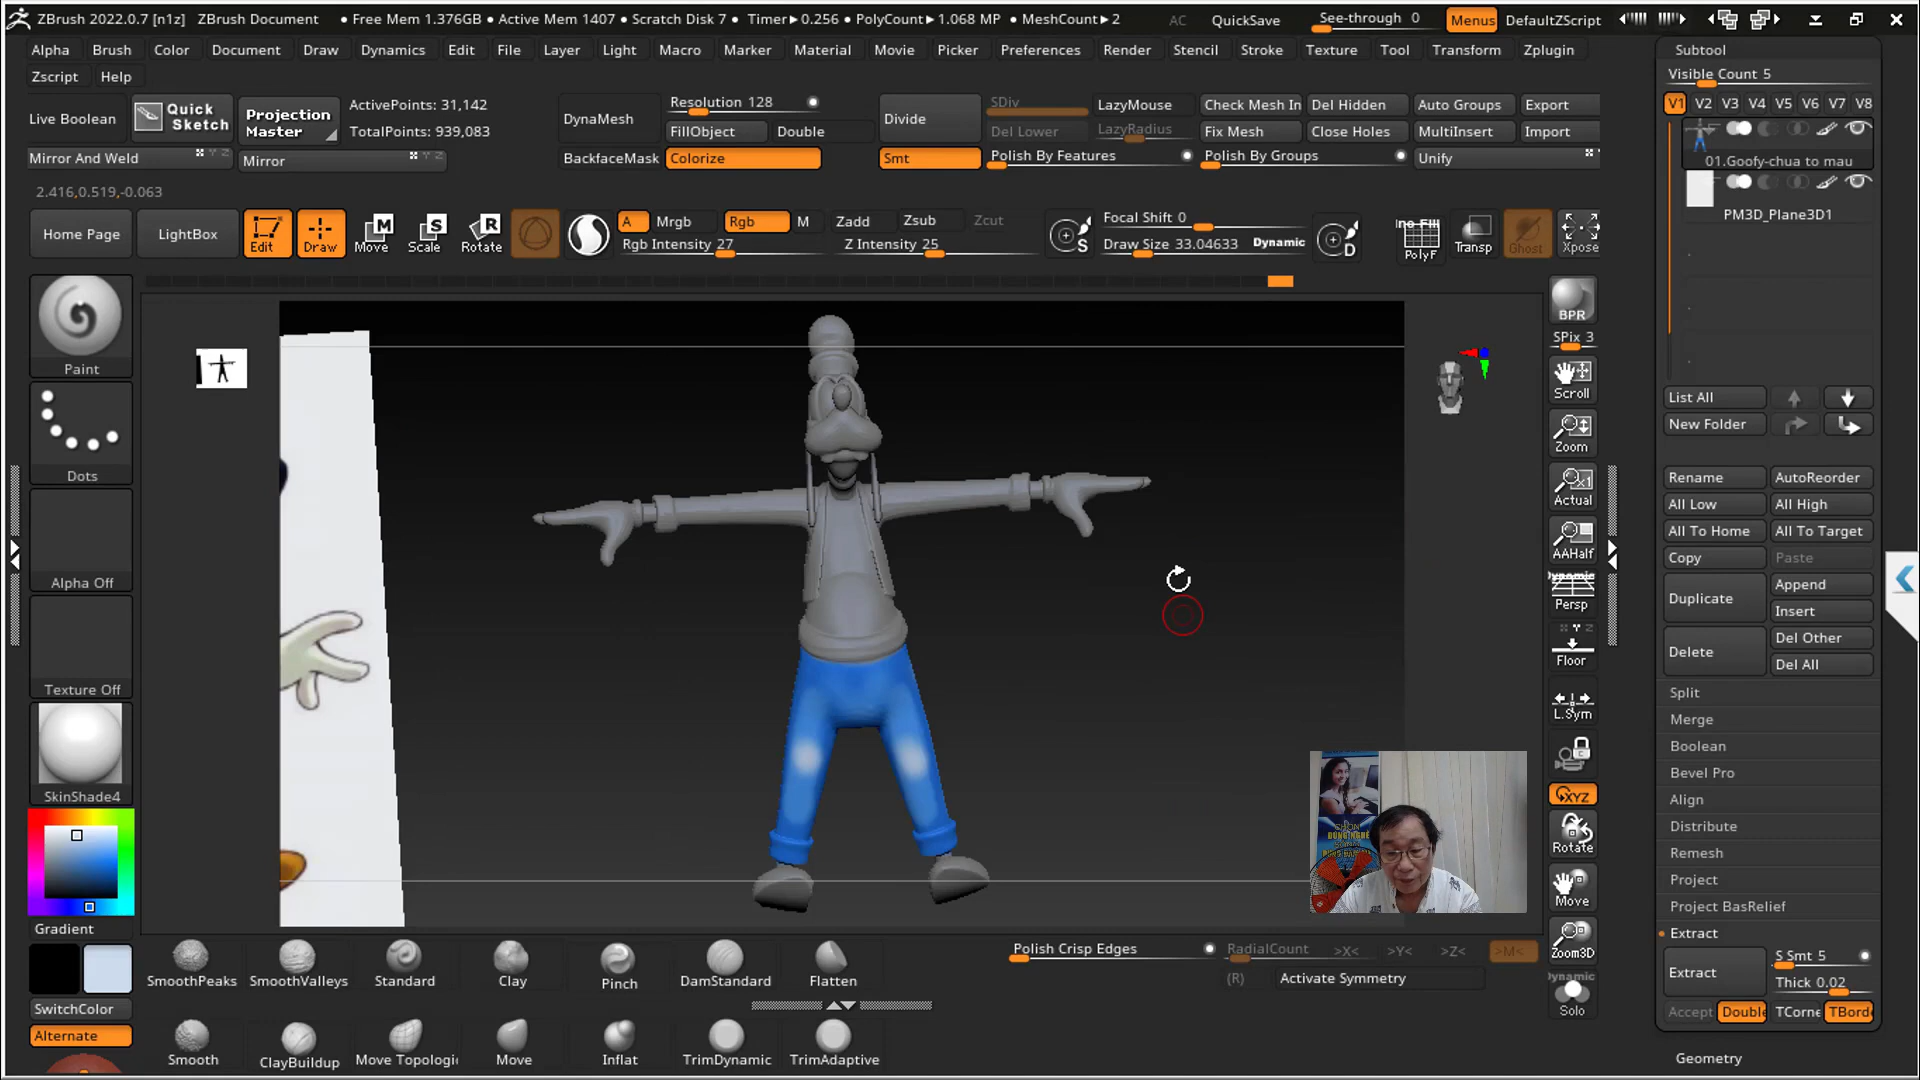 ZBrush 2022.0.7 [n1z] ZBrush Document • Free Mem 1.376GB • Active Mem 1407 • Scratch Disk 7 • Timer▸0.256 • PolyCount▸1.068 MP • MeshCount▸2 AC QuickSave See-through 0 Menus DefaultZScript
Alpha Brush Color Document Draw Dynamics Edit File Layer Light Macro Marker Material Movie Picker Preferences Render Stencil Stroke Texture Tool Transform Zplugin
Zscript Help
Live Boolean Quick Sketch Projection Master ActivePoints: 31,142 TotalPoints: 939,083
DynaMesh Resolution 128 FillObject Double Divide SDiv Del Lower LazyMouse LazyRadius Check Mesh In Del Hidden Auto Groups Export
Fix Mesh Close Holes MultiInsert Import
Mirror And Weld Mirror BackfaceMask Colorize Smt Polish By Features Polish By Groups Unify
2.416,0.519,-0.063
Home Page LightBox Edit Draw Move Scale Rotate A Mrgb Rgb M Zadd Zsub Zcut Focal Shift 0
Rgb Intensity 27 Z Intensity 25 S Draw Size 33.04633 Dynamic D PolyF Transp Ghost Xpose
Paint
Dots
Alpha Off
Texture Off
SkinShade4
Gradient
SwitchColor
Alternate
BPR
SPix 3
Scroll
Zoom
Actual
AAHalf
Dynamic
Persp
Floor
L.Sym
XYZ
Rotate
Move
Zoom3D
Dynamic
Solo
Subtool
Visible Count 5
V1 V2 V3 V4 V5 V6 V7 V8
01.Goofy-chua to mau
PM3D_Plane3D1
List All
New Folder
Rename AutoReorder
All Low All High
All To Home All To Target
Copy Paste
Duplicate Append
Insert
Delete Del Other
Del All
Split
Merge
Boolean
Bevel Pro
Align
Distribute
Remesh
Project
Project BasRelief
Extract
Extract S Smt 5
Thick 0.02
Accept Double TCorne TBord
Geometry
SmoothPeaks SmoothValleys Standard Clay Pinch DamStandard Flatten
Smooth ClayBuildup Move Topologic Move Inflat TrimDynamic TrimAdaptive
Polish Crisp Edges RadialCount >X< >Y< >Z< >M<
(R) Activate Symmetry